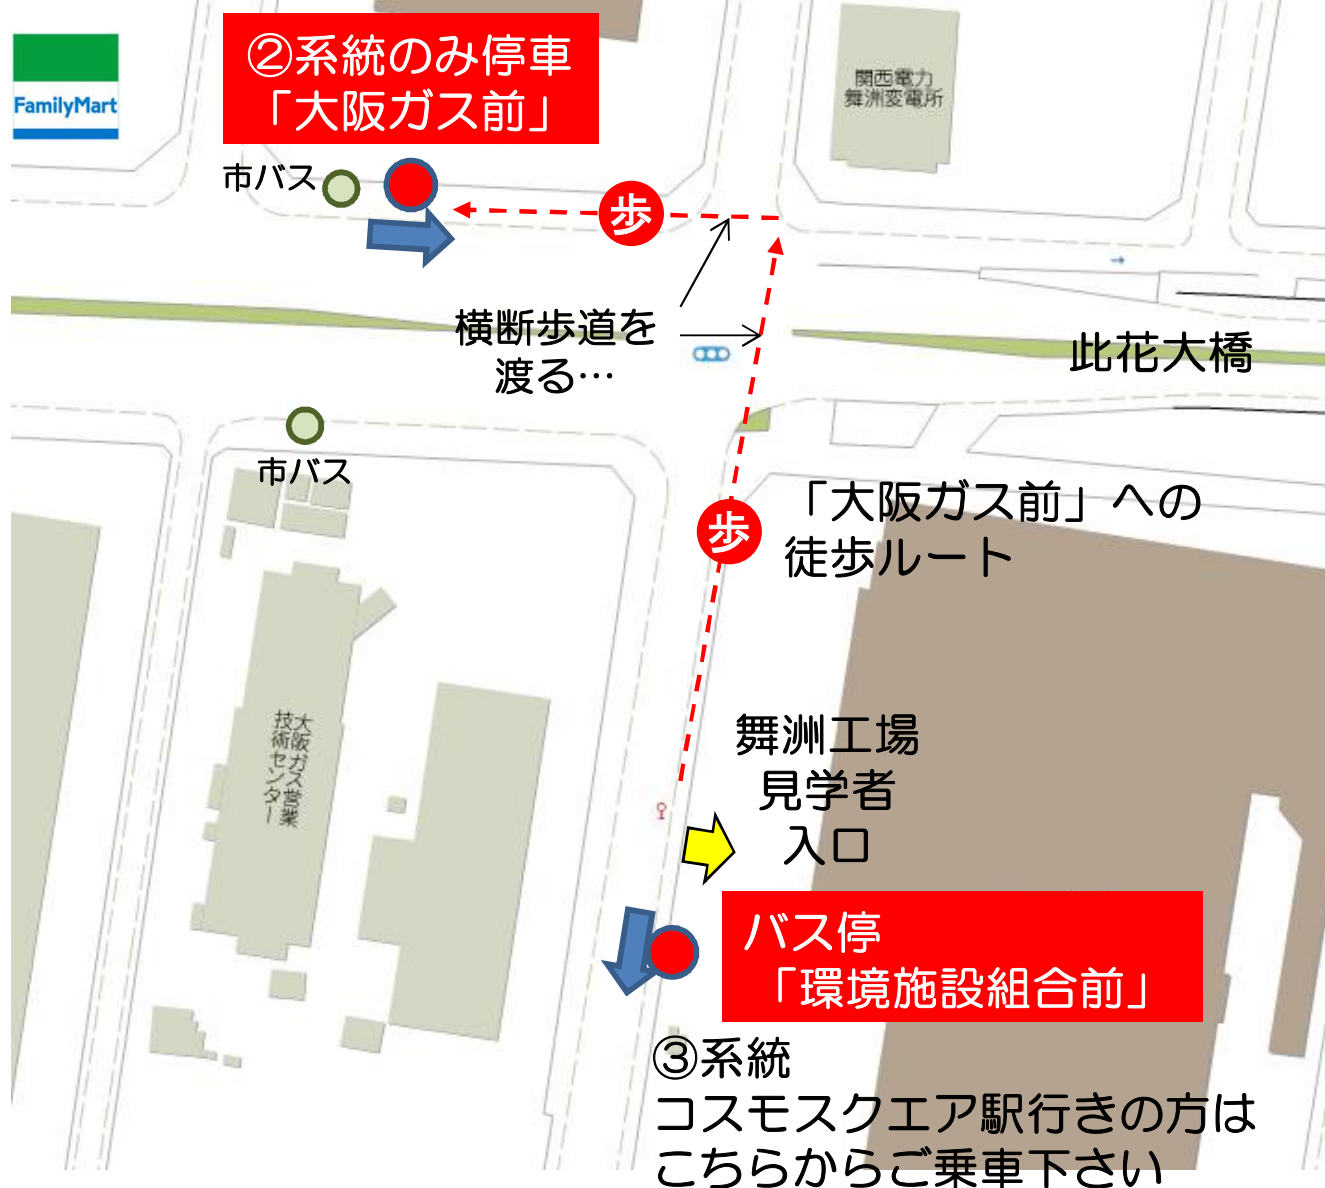 ②系統のみ停車
「大阪ガス前」
FamilyMart
関西電力
舞洲変電所
市バス
歩
横断歩道を
渡る…
此花大橋
市バス
「大阪ガス前」への
徒歩ルート
歩
大阪ガス営業
技術センター
舞洲工場
見学者
入口
バス停
「環境施設組合前」
③系統
コスモスクエア駅行きの方は
こちらからご乗車下さい